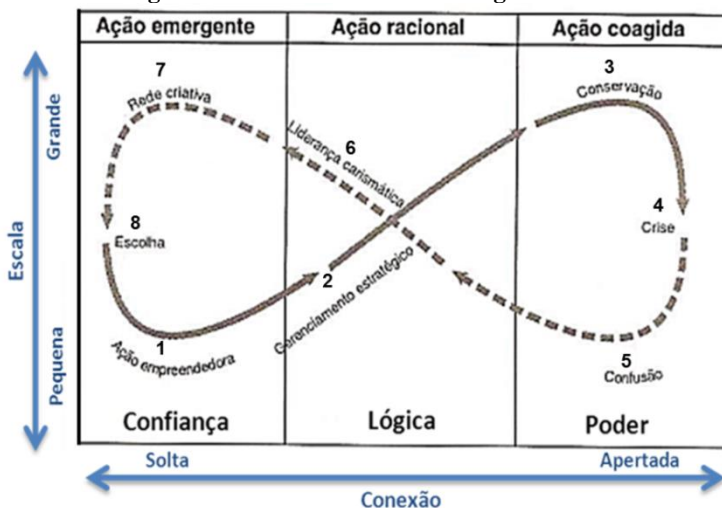 Ação emergente
Ação racional
Ação coagida
7
Rede criativa
3
Conservação
6
Liderança carismática
8
Escolha
4
Crise
2
Geranciamento estratégico
1
Ação empreendedora
5
Confusão
Confiança
Lógica
Poder
Grande
Escala
Pequena
Solta
Apertada
Conexão